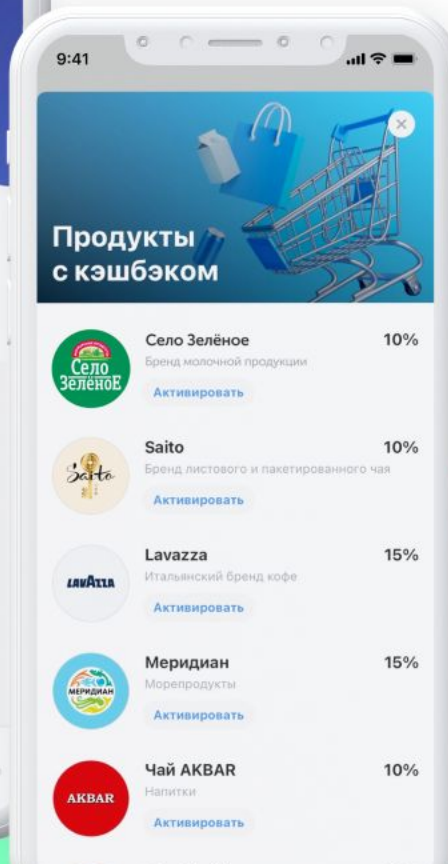 9:41
Продукты
с кэшбэком
Село Зелёное 10%
Бренд молочной продукции
Активировать
Село
Зелёное
Saito 10%
Бренд листового и пакетированного чая
Активировать
Saito
Lavazza 15%
Итальянский бренд кофе
Активировать
LAVAZZA
Меридиан 15%
Морепродукты
Активировать
МЕРИДИАН
Чай AKBAR 10%
Напитки
Активировать
AKBAR